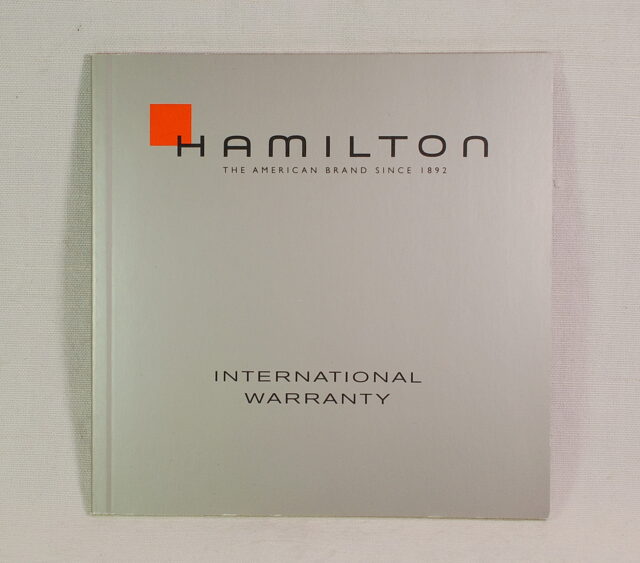 HAMILTON
THE AMERICAN BRAND SINCE 1892
INTERNATIONAL
WARRANTY